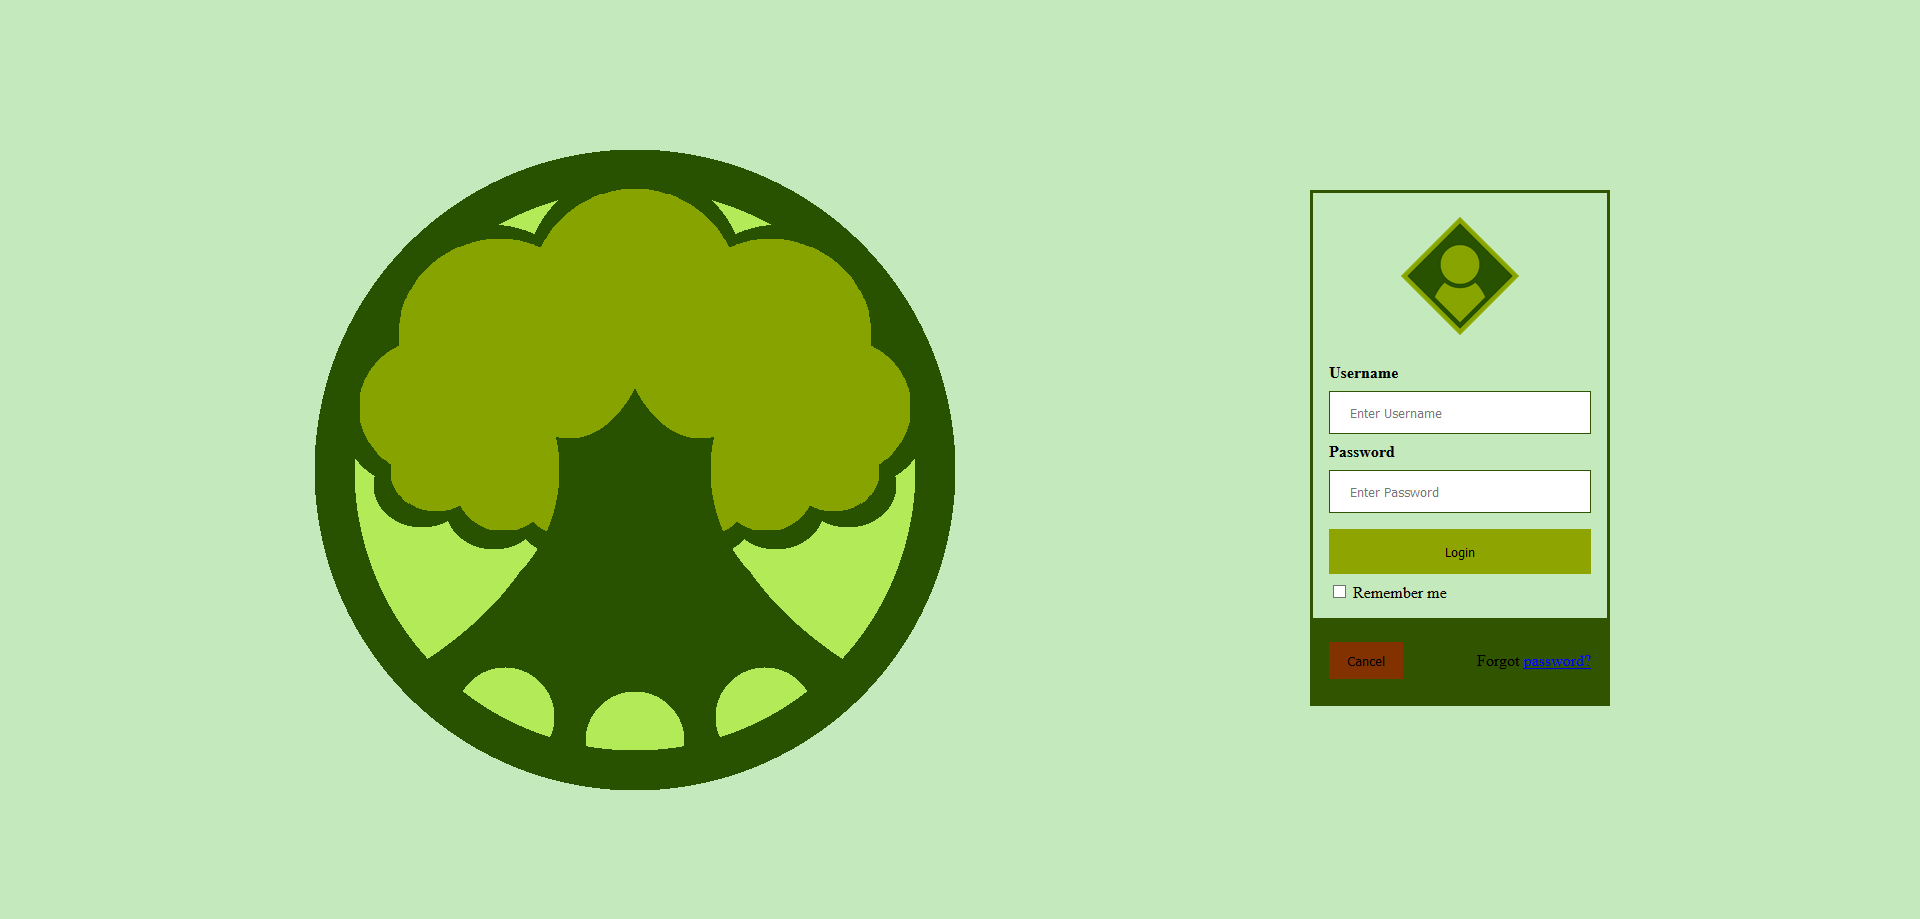 Username
Enter Username
Password
Enter Password
Login
Remember me
Cancel
Forgot password?